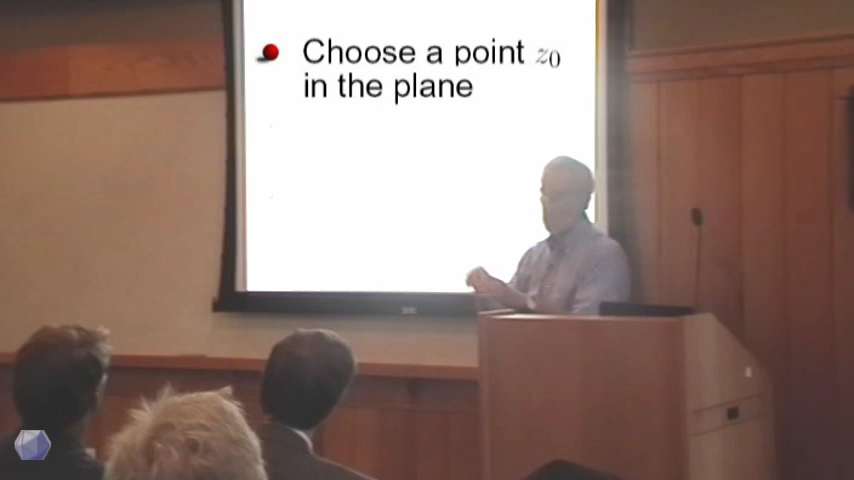 Choose a point z₀
in the plane